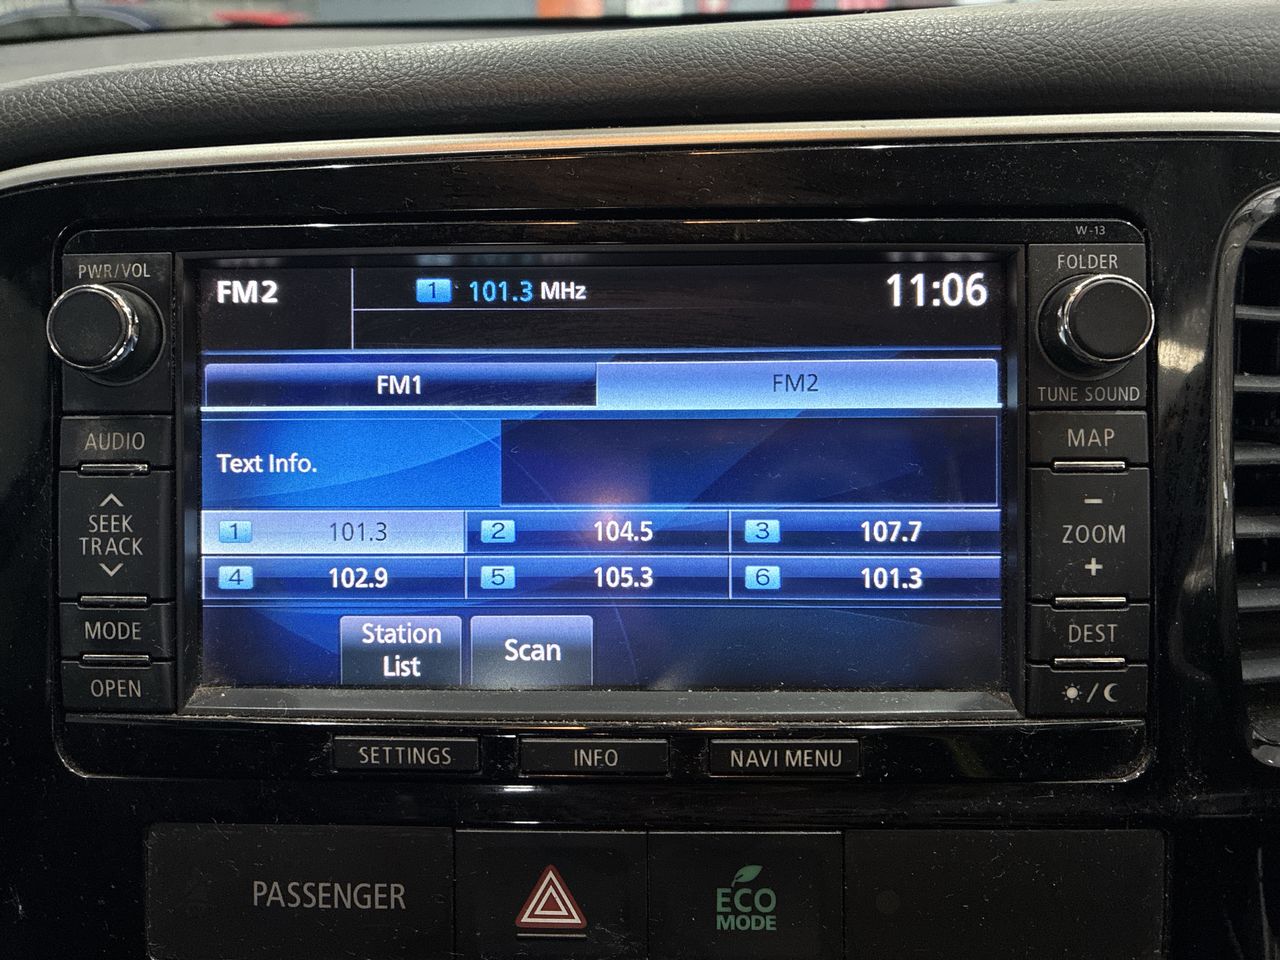 W-13
PWR/VOL
FOLDER
FM2
1 101.3 MHz
11:06
TUNE SOUND
FM1
FM2
AUDIO
MAP
Text Info.
SEEK
TRACK
1 101.3
2 104.5
3 107.7
4 102.9
5 105.3
6 101.3
-
ZOOM
+
MODE
DEST
Station
List
Scan
OPEN
/
SETTINGS
INFO
NAVI MENU
PASSENGER
ECO
MODE